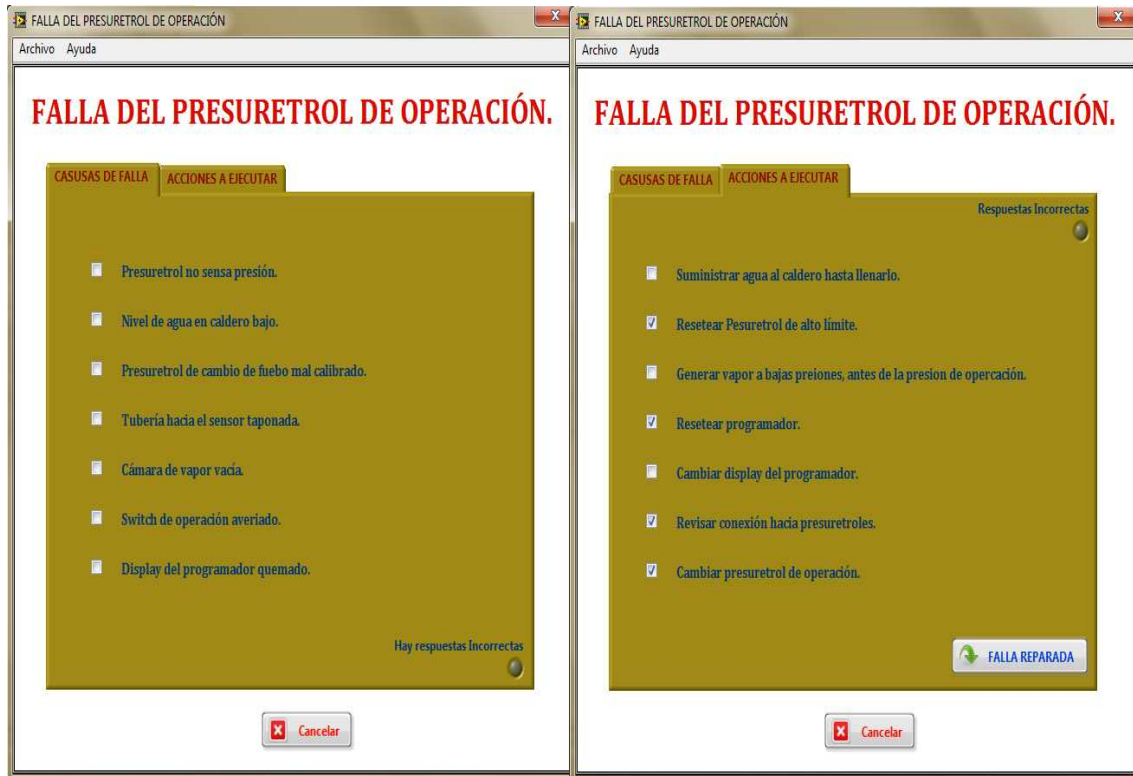 FALLA DEL PRESURETROL DE OPERACIÓN
Archivo Ayuda
FALLA DEL PRESURETROL DE OPERACIÓN.
CASUSAS DE FALLA
ACCIONES A EJECUTAR
Presuretrol no sensa presión.
Nivel de agua en caldero bajo.
Presuretrol de cambio de fuebo mal calibrado.
Tubería hacia el sensor taponada.
Cámara de vapor vacía.
Switch de operación averiado.
Display del programador quemado.
Hay respuestas Incorrectas
Cancelar
FALLA DEL PRESURETROL DE OPERACIÓN
Archivo Ayuda
FALLA DEL PRESURETROL DE OPERACIÓN.
CASUSAS DE FALLA
ACCIONES A EJECUTAR
Respuestas Incorrectas
Suministrar agua al caldero hasta llenarlo.
Resetear Pesuretrol de alto límite.
Generar vapor a bajas preiones, antes de la presion de opercación.
Resetear programador.
Cambiar display del programador.
Revisar conexión hacia presuretroles.
Cambiar presuretrol de operación.
FALLA REPARADA
Cancelar